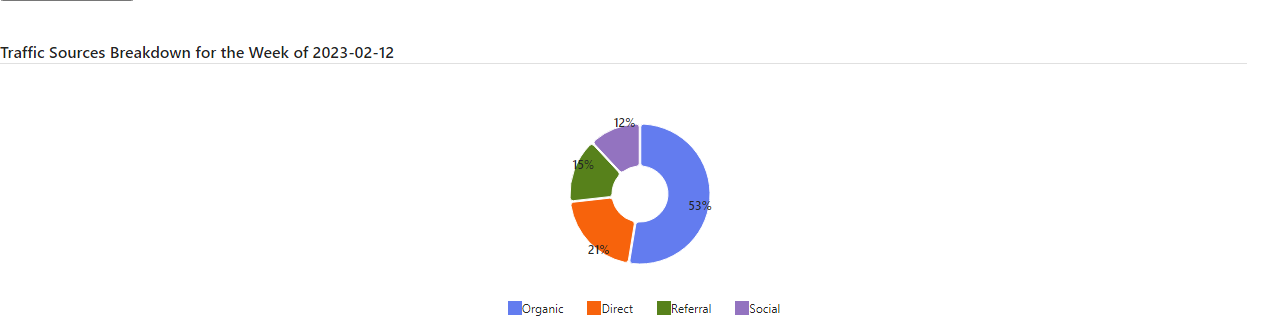 Traffic Sources Breakdown for the Week of 2023-02-12
12%
15%
53%
21%
Organic Direct Referral Social